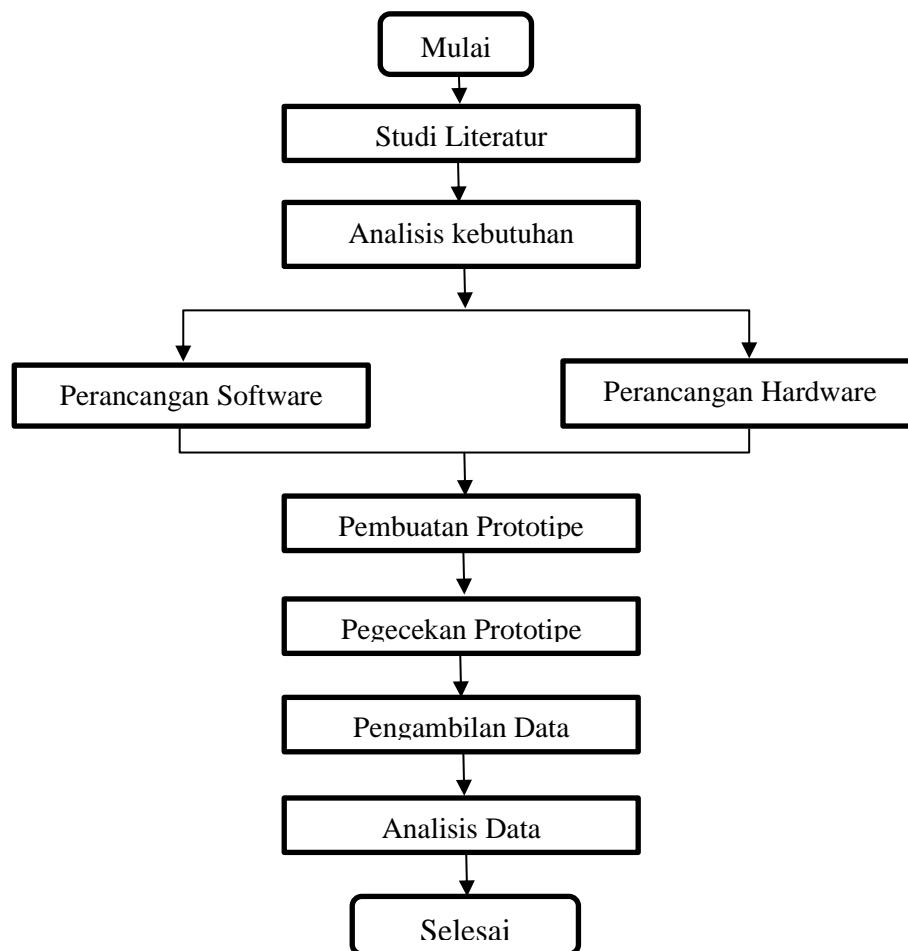 Mulai
Studi Literatur
Analisis kebutuhan
Perancangan Software
Perancangan Hardware
Pembuatan Prototipe
Pegecekan Prototipe
Pengambilan Data
Analisis Data
Selesai